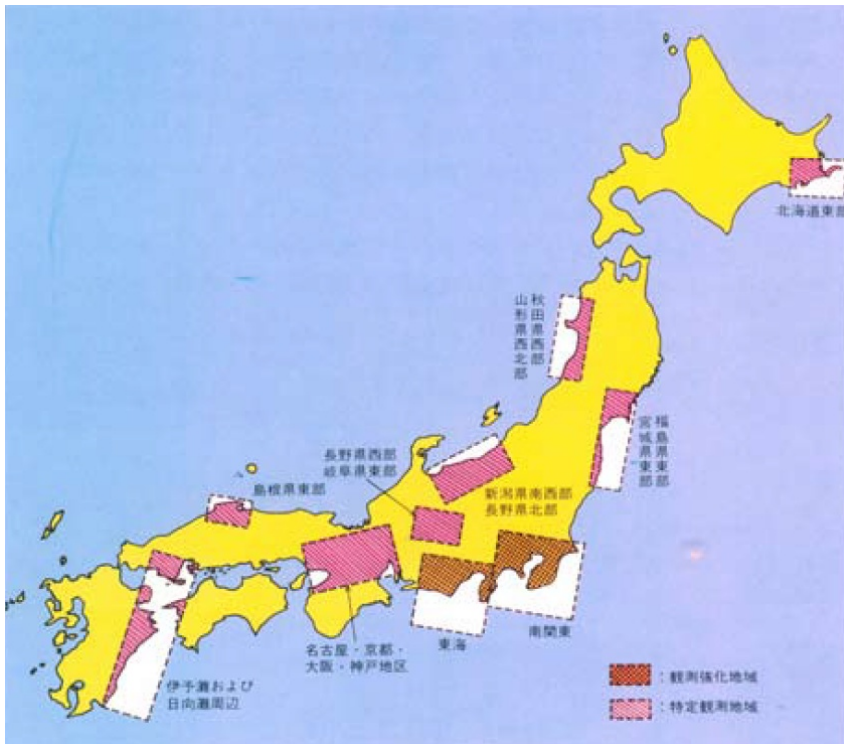 北海道東部
秋田県西部
山形県西北部
福島県東部
宮城県東部
長野県西部
岐阜県東部
新潟県南西部
長野県北部
島根県東部
南関東
東海
名古屋・京都・
大阪・神戸地区
伊予灘および
日向灘周辺
:観測強化地域
:特定観測地域